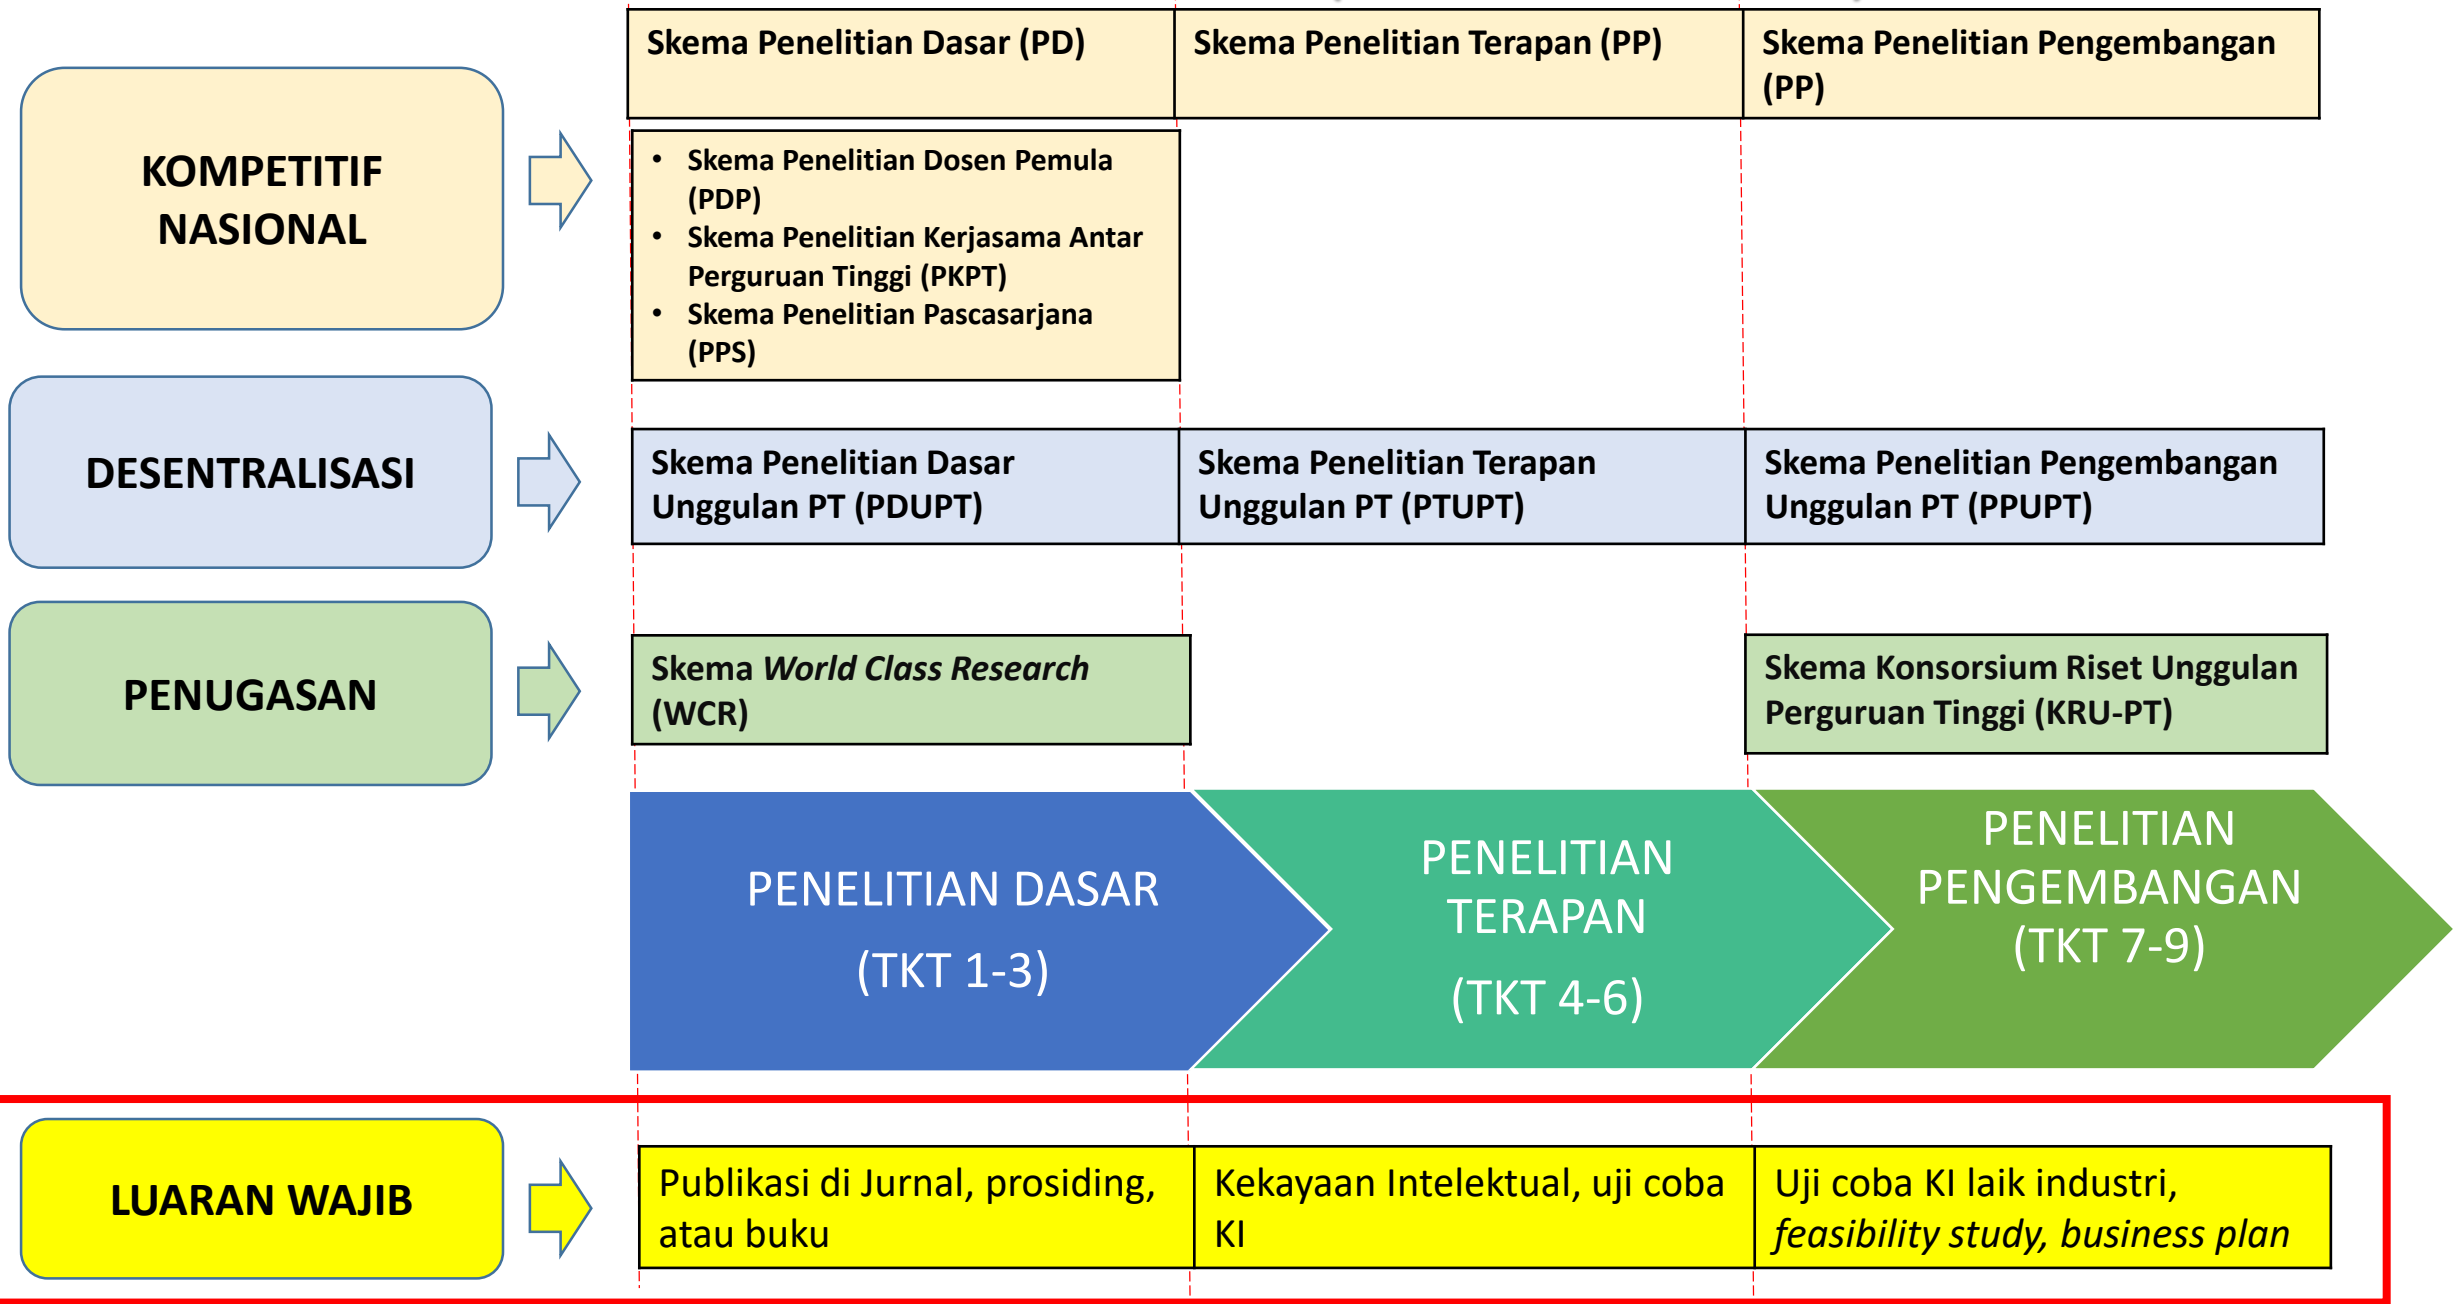 Skema Penelitian Dasar (PD)
Skema Penelitian Terapan (PP)
Skema Penelitian Pengembangan
(PP)
KOMPETITIF
NASIONAL
• Skema Penelitian Dosen Pemula
(PDP)
• Skema Penelitian Kerjasama Antar
Perguruan Tinggi (PKPT)
• Skema Penelitian Pascasarjana
(PPS)
DESENTRALISASI
Skema Penelitian Dasar
Unggulan PT (PDUPT)
Skema Penelitian Terapan
Unggulan PT (PTUPT)
Skema Penelitian Pengembangan
Unggulan PT (PPUPT)
PENUGASAN
Skema World Class Research
(WCR)
Skema Konsorsium Riset Unggulan
Perguruan Tinggi (KRU-PT)
PENELITIAN DASAR
(TKT 1-3)
PENELITIAN
TERAPAN
(TKT 4-6)
PENELITIAN
PENGEMBANGAN
(TKT 7-9)
LUARAN WAJIB
Publikasi di Jurnal, prosiding,
atau buku
Kekayaan Intelektual, uji coba
KI
Uji coba KI laik industri,
feasibility study, business plan